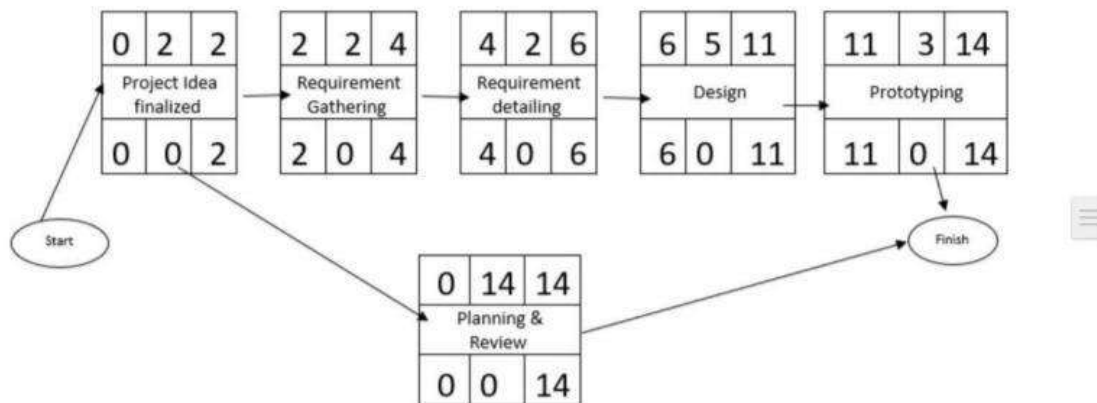 0 2 2 2 2 4 4 2 6 6 5 11 11 3 14
Project Idea
finalized
Requirement
Gathering
Requirement
detailing
Design
Prototyping
0 0 2 2 0 4 4 0 6 6 0 11 11 0 14
Start
Finish
0 14 14
Planning &
Review
0 0 14